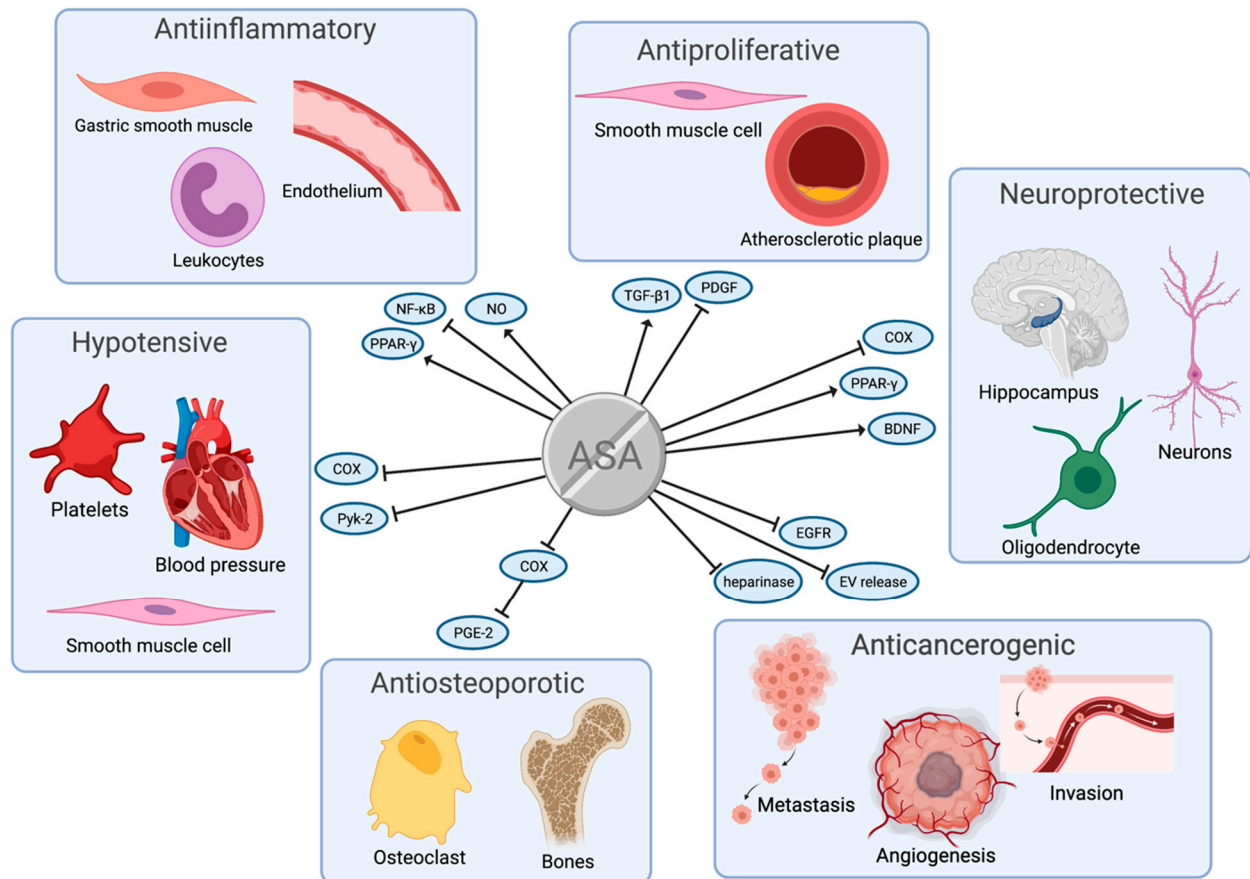 Antiinflammatory
Gastric smooth muscle
Endothelium
Leukocytes
Antiproliferative
Smooth muscle cell
Atherosclerotic plaque
Neuroprotective
Hippocampus
Neurons
Oligodendrocyte
Hypotensive
Platelets
Blood pressure
Smooth muscle cell
NF-κB
NO
PPAR-γ
TGF-β1
PDGF
COX
PPAR-γ
BDNF
ASA
COX
Pyk-2
COX
PGE-2
EGFR
heparinase
EV release
Antiosteoporotic
Osteoclast
Bones
Anticancerogenic
Metastasis
Angiogenesis
Invasion